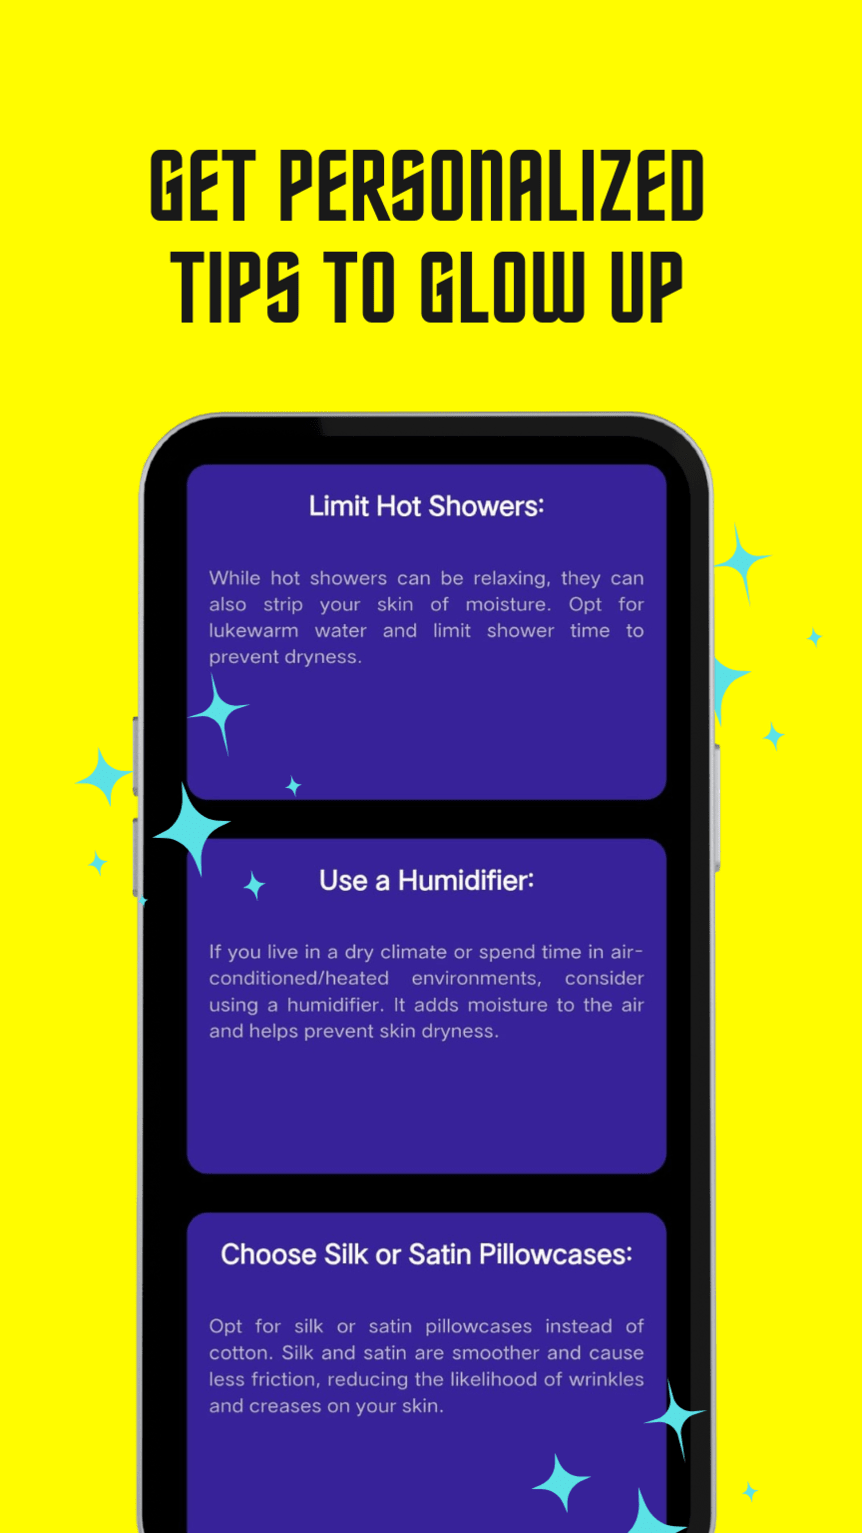 GET PERSONALIZED
TIPS TO GLOW UP
Limit Hot Showers:
While hot showers can be relaxing, they can
also strip your skin of moisture. Opt for
lukewarm water and limit shower time to
prevent dryness.
Use a Humidifier:
If you live in a dry climate or spend time in air-
conditioned/heated environments, consider
using a humidifier. It adds moisture to the air
and helps prevent skin dryness.
Choose Silk or Satin Pillowcases:
Opt for silk or satin pillowcases instead of
cotton. Silk and satin are smoother and cause
less friction, reducing the likelihood of wrinkles
and creases on your skin.